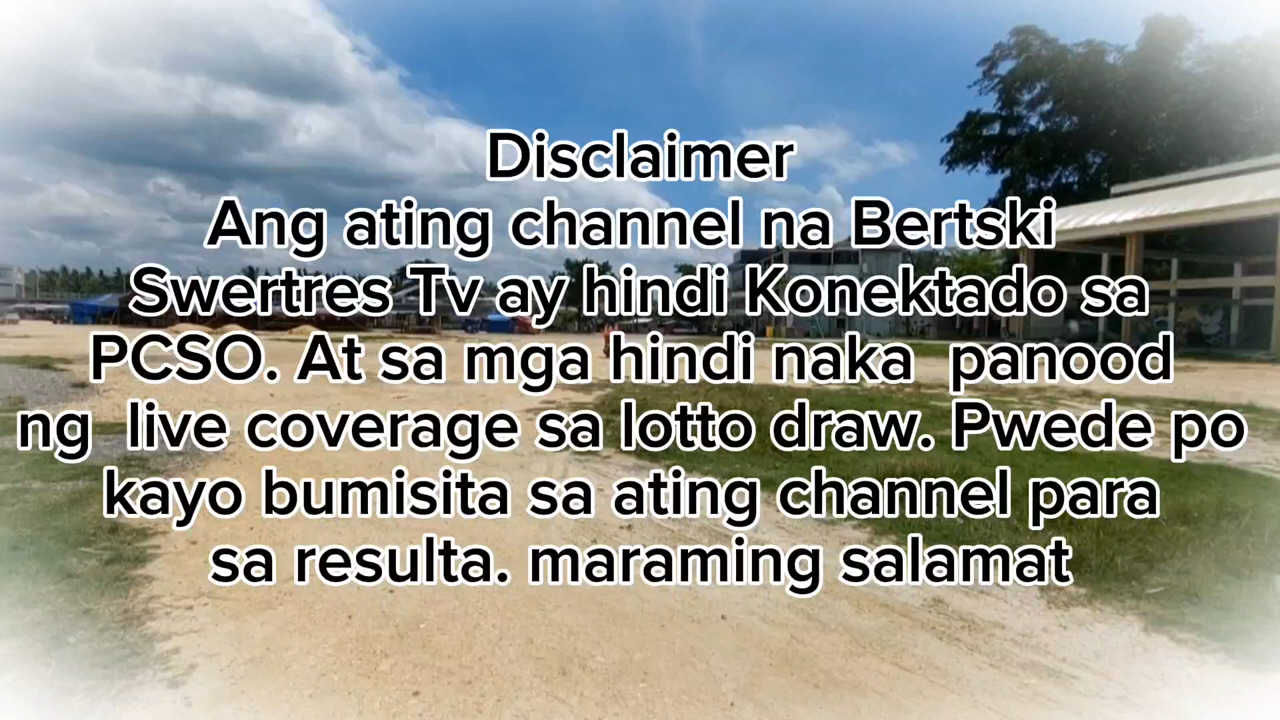 Disclaimer
Ang ating channel na Bertski
Swertres Tv ay hindi Konektado sa
PCSO. At sa mga hindi naka panood
ng live coverage sa lotto draw. Pwede po
kayo bumisita sa ating channel para
sa resulta. maraming salamat